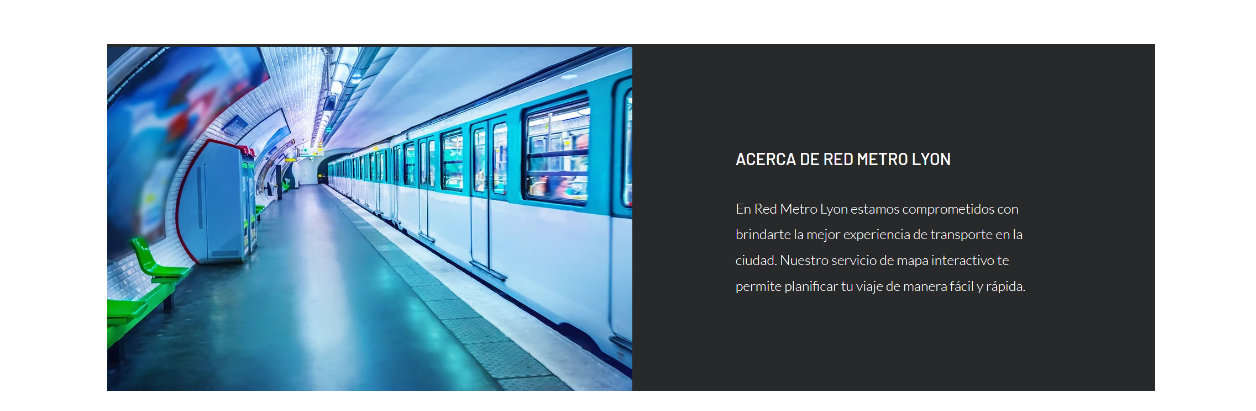 ACERCA DE RED METRO LYON
En Red Metro Lyon estamos comprometidos con
brindarte la mejor experiencia de transporte en la
ciudad. Nuestro servicio de mapa interactivo te
permite planificar tu viaje de manera fácil y rápida.